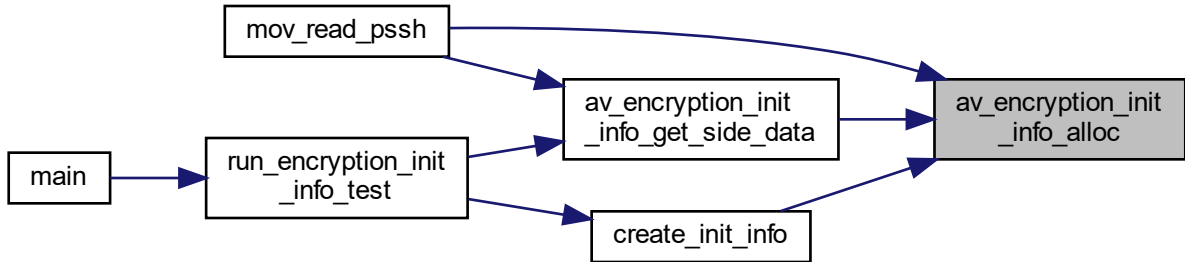 mov_read_pssh
av_encryption_init
_info_get_side_data
av_encryption_init
_info_alloc
main
run_encryption_init
_info_test
create_init_info